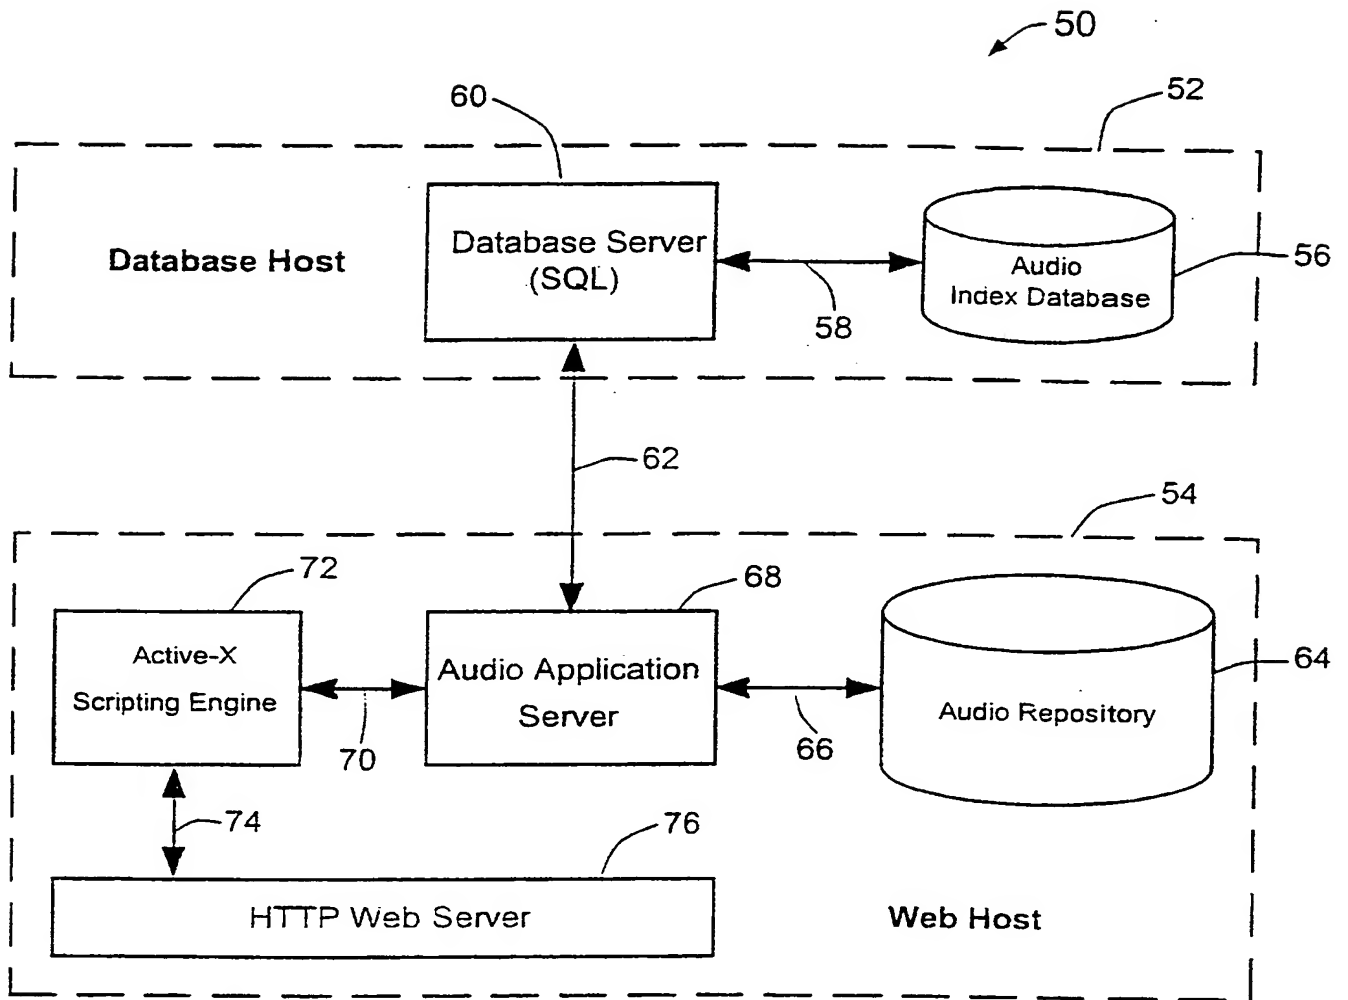 50
52
60
Database Host
Database Server
(SQL)
58
Audio
Index Database
56
62
54
72
68
Active-X
Scripting Engine
70
Audio Application
Server
66
Audio Repository
64
74
76
HTTP Web Server
Web Host